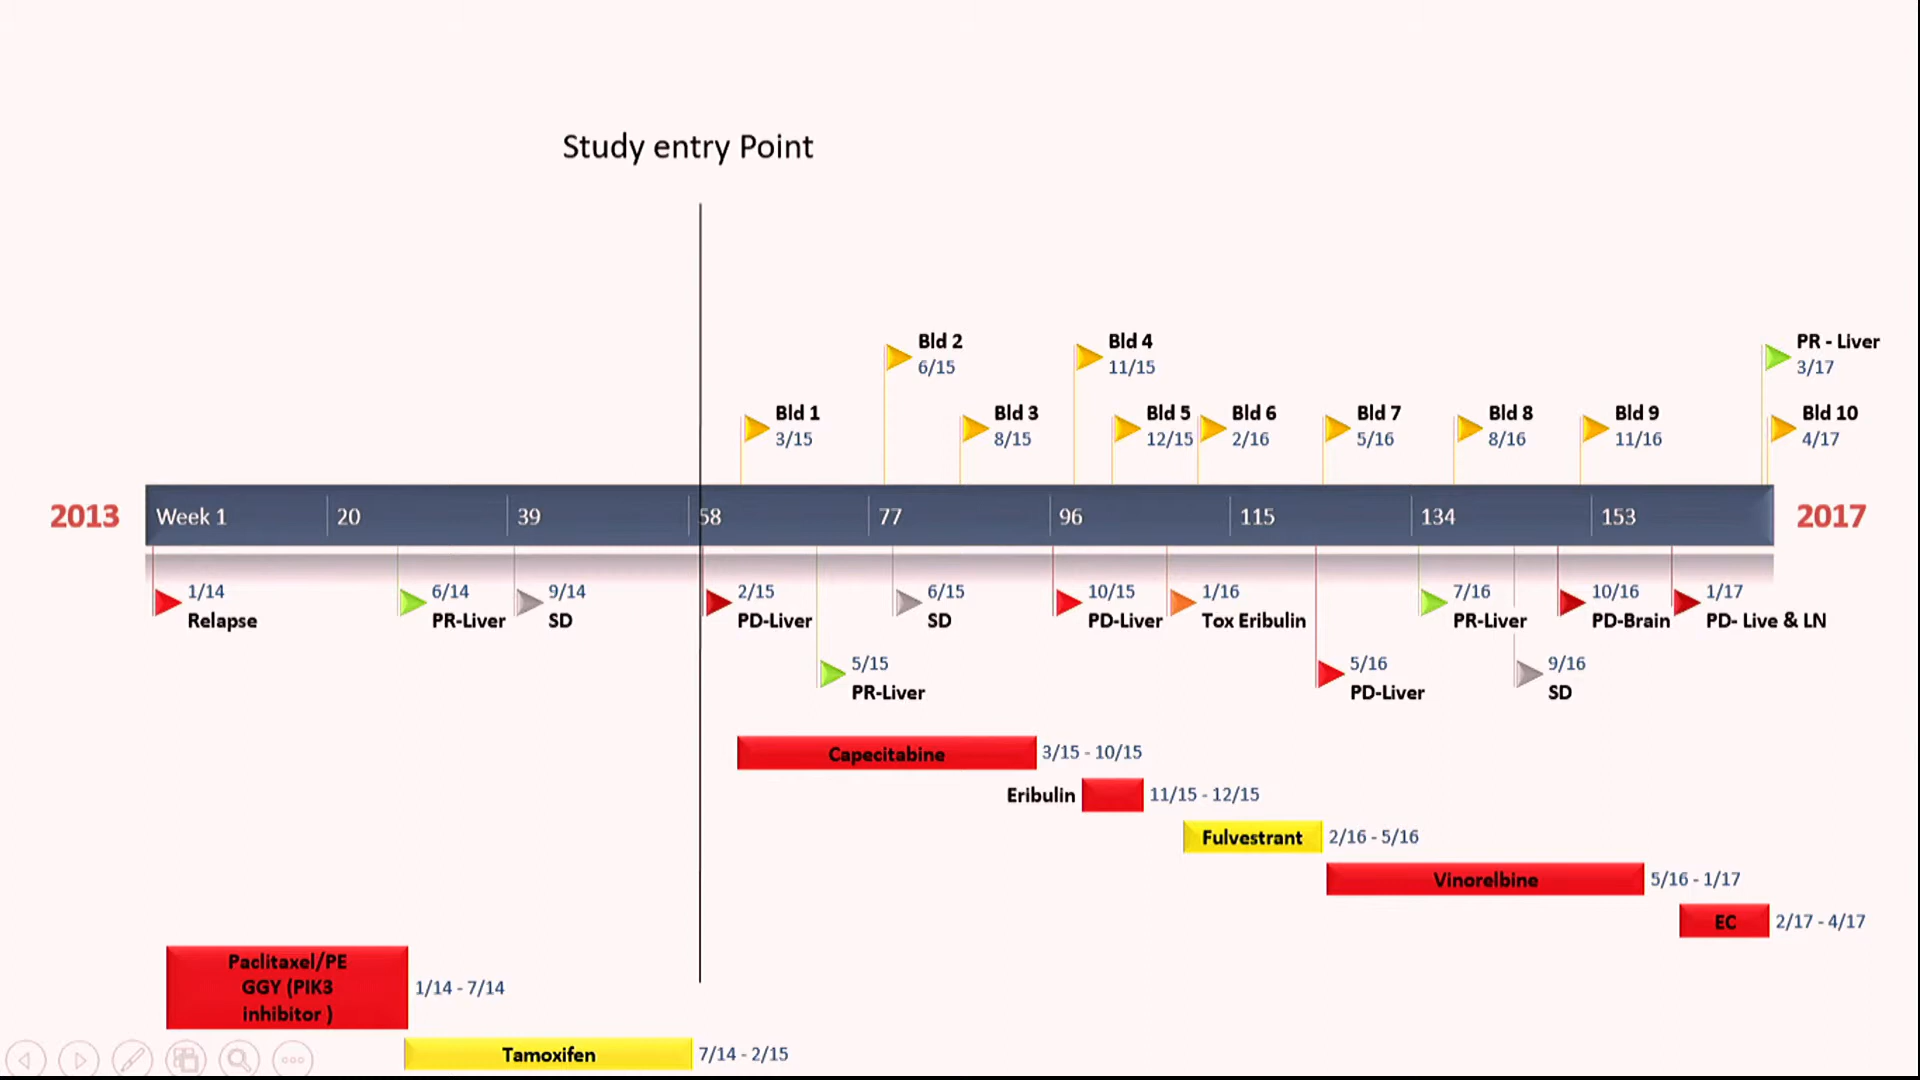 Study entry Point
Bld 2
6/15
Bld 4
11/15
PR - Liver
3/17
Bld 1
3/15
Bld 3
8/15
Bld 5
12/15
Bld 6
2/16
Bld 7
5/16
Bld 8
8/16
Bld 9
11/16
Bld 10
4/17
2013 Week 1 20 39 58 77 96 115 134 153 2017
1/14
Relapse
6/14
PR-Liver
9/14
SD
2/15
PD-Liver
6/15
SD
10/15
PD-Liver
1/16
Tox Eribulin
7/16
PR-Liver
10/16
PD-Brain
1/17
PD- Live & LN
5/15
PR-Liver
5/16
PD-Liver
9/16
SD
Capecitabine 3/15 - 10/15
Eribulin 11/15 - 12/15
Fulvestrant 2/16 - 5/16
Vinorelbine 5/16 - 1/17
EC 2/17 - 4/17
Paclitaxel/PE
GGY (PIK3
inhibitor )
1/14 - 7/14
Tamoxifen 7/14 - 2/15